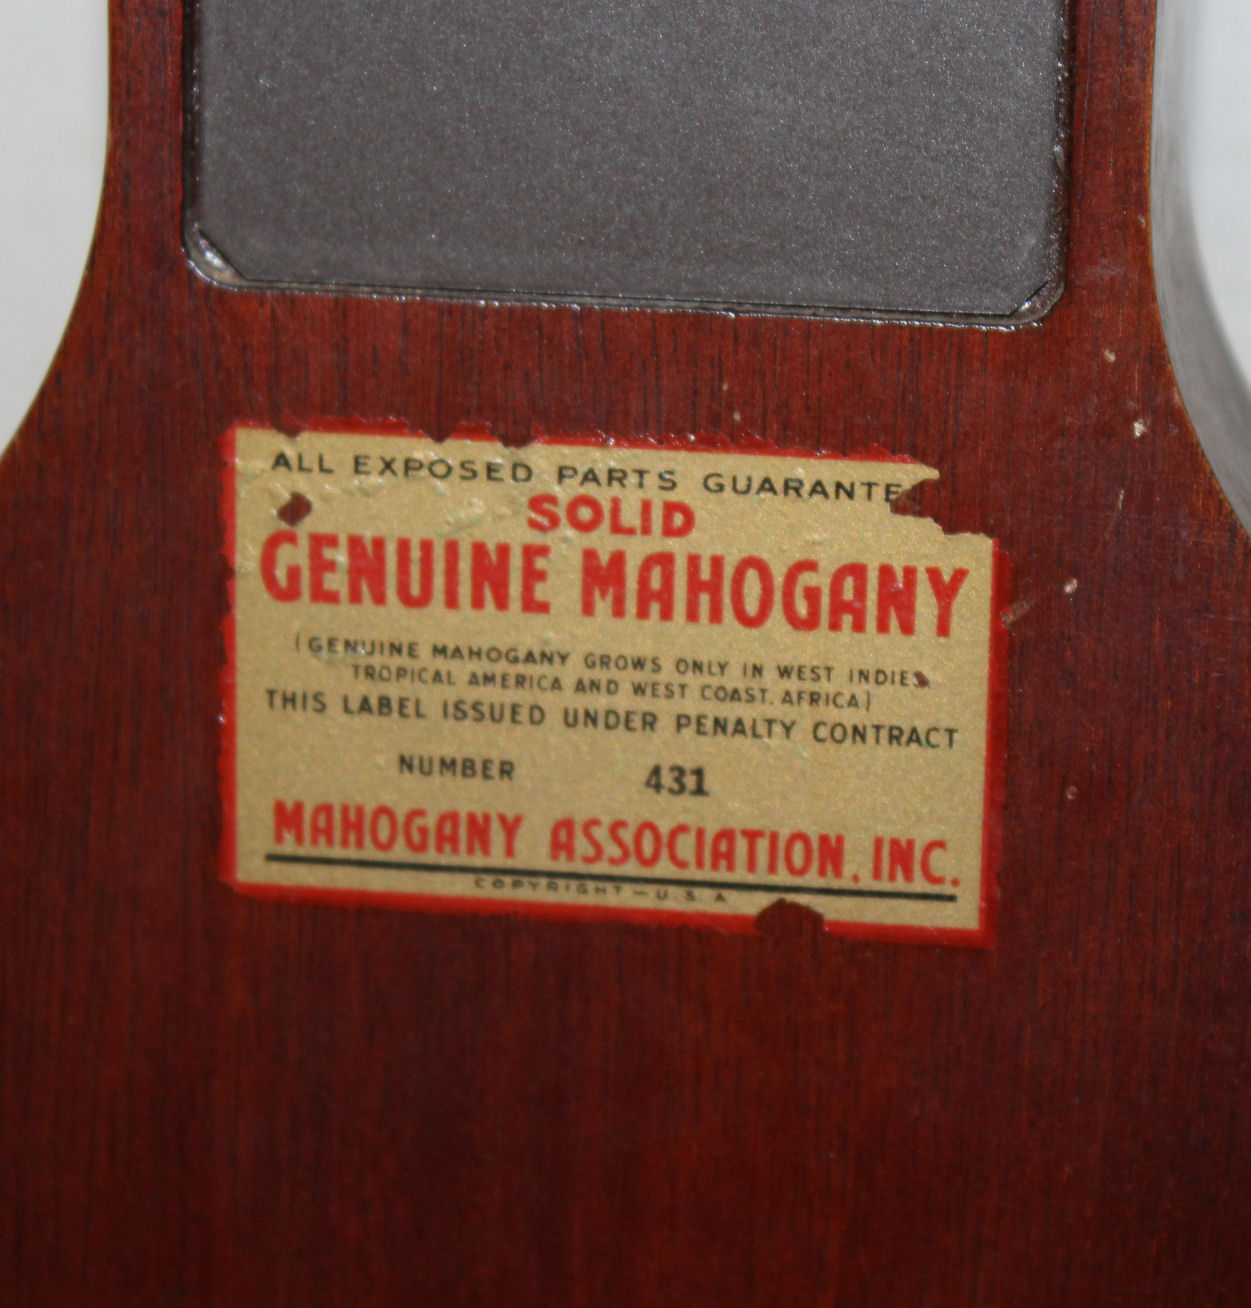 ALL EXPOSED PARTS GUARANTE
SOLID
GENUINE MAHOGANY
(GENUINE MAHOGANY GROWS ONLY IN WEST INDIES
TROPICAL AMERICA AND WEST COAST. AFRICA)
THIS LABEL ISSUED UNDER PENALTY CONTRACT
NUMBER 431
MAHOGANY ASSOCIATION, INC.
COPYRIGHT — U.S.A